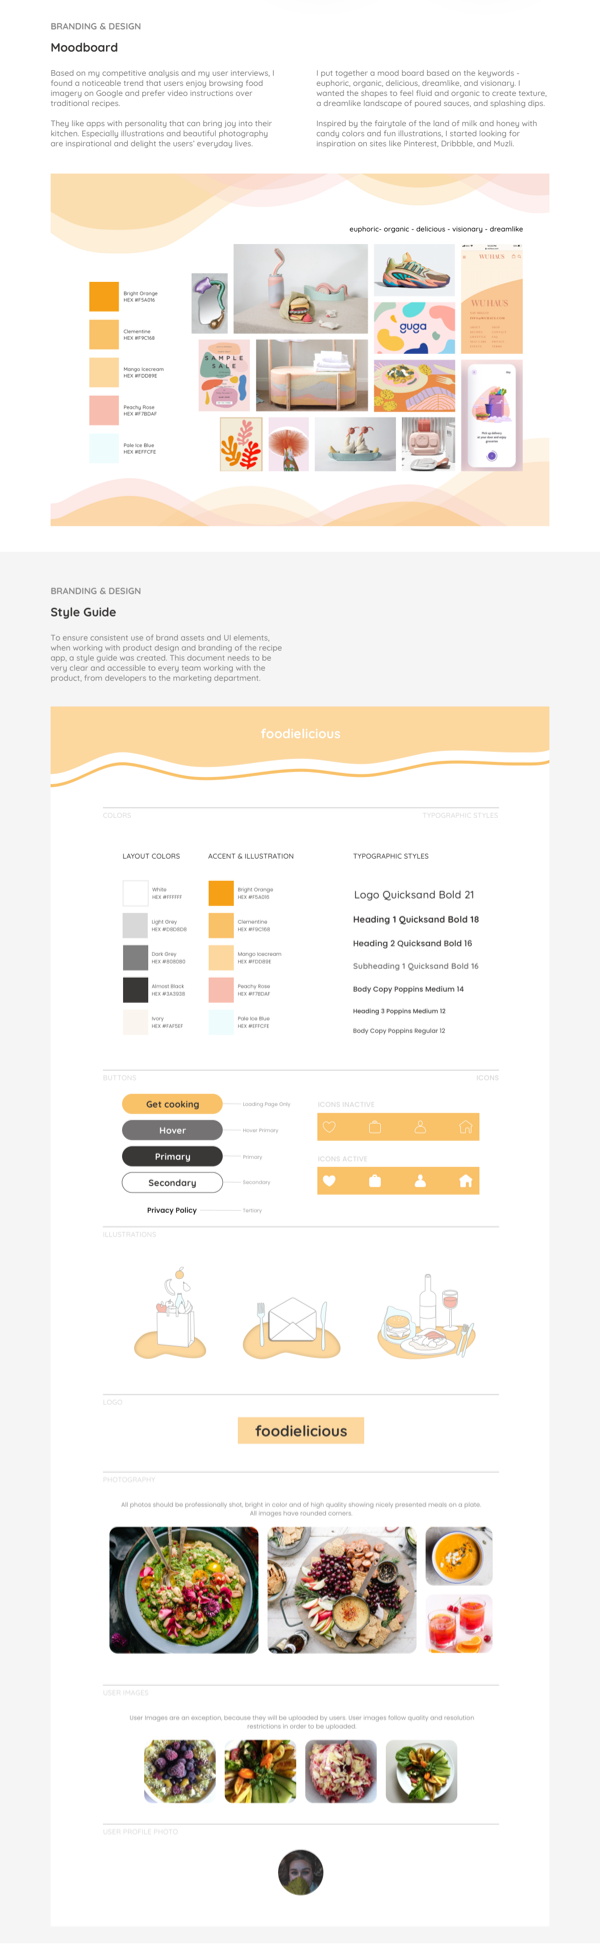 BRANDING & DESIGN
Moodboard
Based on my competitive analysis and my user interviews, I
found a noticeable trend that users enjoy browsing food
imagery on Google and prefer video instructions over
traditional recipes.
They like apps with personality that can bring joy into their
kitchen. Especially illustrations and beautiful photography
are inspirational and delight the users' everyday lives.
I put together a mood board based on the keywords -
euphoric, organic, delicious, dreamlike, and visionary. I
wanted the shapes to feel fluid and organic to create texture,
a dreamlike landscape of poured sauces, and splashing dips.
Inspired by the fairytale of the land of milk and honey with
candy colors and fun illustrations, I started looking for
inspiration on sites like Pinterest, Dribbble, and Muzli.
euphoric- organic - delicious - visionary - dreamlike
Bright Orange
HEX #F5A016
Clementine
HEX #F9C168
Mango Icecream
HEX #FDD89E
Peachy Rose
HEX #F7BDAF
Pale Ice Blue
HEX #EFFCFE
SAMPLE
SALE
guga
WUHAUS
WUHAUS
Pick up delivery
BRANDING & DESIGN
Style Guide
To ensure consistent use of brand assets and UI elements,
when working with product design and branding of the recipe
app, a style guide was created. This document needs to be
very clear and accessible to every team working with the
product, from developers to the marketing department.
foodielicious
COLORS
TYPOGRAPHIC STYLES
LAYOUT COLORS
ACCENT & ILLUSTRATION
TYPOGRAPHIC STYLES
White
HEX #FFFFFF
Light Grey
HEX #D8D8D8
Dark Grey
HEX #808080
Almost Black
HEX #3A3938
Ivory
HEX #FAF5EF
Bright Orange
HEX #F5A016
Clementine
HEX #F9C168
Mango Icecream
HEX #FDD89E
Peachy Rose
HEX #F7BDAF
Pale Ice Blue
HEX #EFFCFE
Logo Quicksand Bold 21
Heading 1 Quicksand Bold 18
Heading 2 Quicksand Bold 16
Subheading 1 Quicksand Bold 16
Body Copy Poppins Medium 14
Heading 3 Poppins Medium 12
Body Copy Poppins Regular 12
BUTTONS
ICONS
Get cooking
Loading Page Only
Hover
Hover Primary
Primary
Primary
Secondary
Secondary
Privacy Policy
Tertiary
ICONS INACTIVE
ICONS ACTIVE
ILLUSTRATIONS
LOGO
foodielicious
PHOTOGRAPHY
All photos should be professionally shot, bright in color and of high quality showing nicely presented meals on a plate.
All images have rounded corners.
USER IMAGES
User Images are an exception, because they will be uploaded by users. User images follow quality and resolution
restrictions in order to be uploaded.
USER PROFILE PHOTO